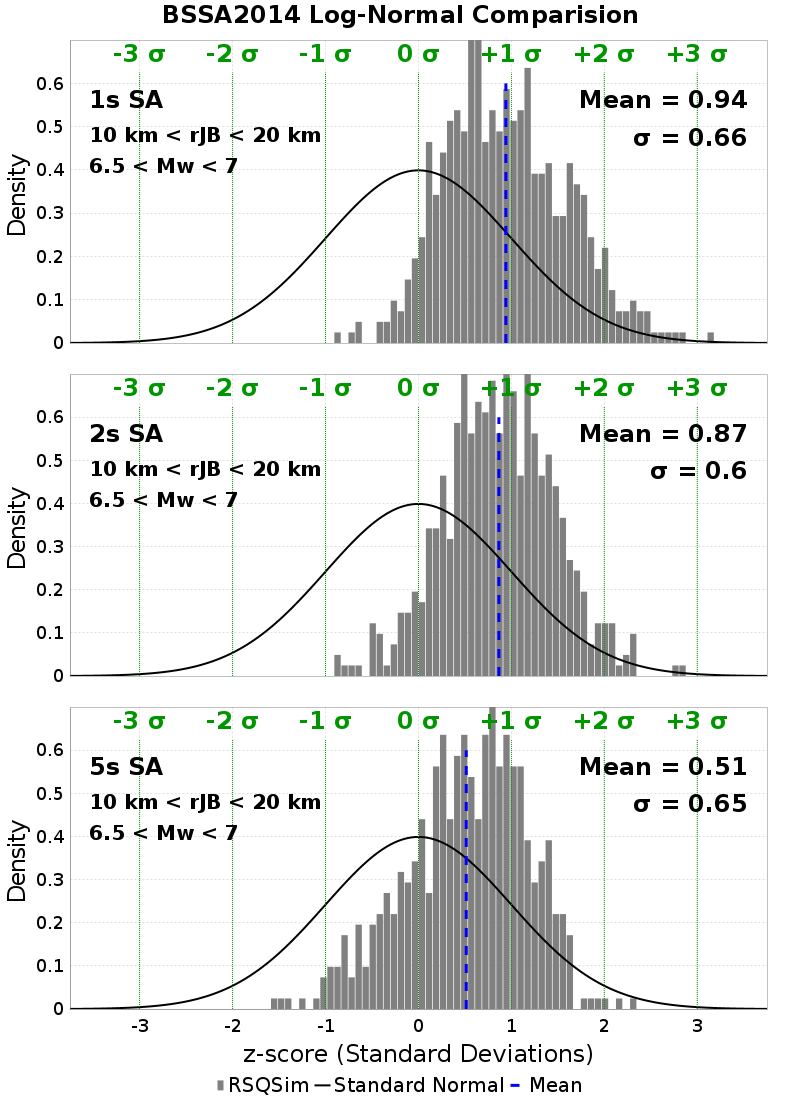 BSSA2014 Log-Normal Comparision
-3 σ -2 σ -1 σ 0 σ +1 σ +2 σ +3 σ
1s SA
10 km < rJB < 20 km
6.5 < Mw < 7
Mean = 0.94
σ = 0.66
Density
0.6
0.5
0.4
0.3
0.2
0.1
0
-3 σ -2 σ -1 σ 0 σ +1 σ +2 σ +3 σ
2s SA
10 km < rJB < 20 km
6.5 < Mw < 7
Mean = 0.87
σ = 0.6
Density
0.6
0.5
0.4
0.3
0.2
0.1
0
-3 σ -2 σ -1 σ 0 σ +1 σ +2 σ +3 σ
5s SA
10 km < rJB < 20 km
6.5 < Mw < 7
Mean = 0.51
σ = 0.65
Density
0.6
0.5
0.4
0.3
0.2
0.1
0
-3 -2 -1 0 1 2 3
z-score (Standard Deviations)
RSQSim Standard Normal Mean